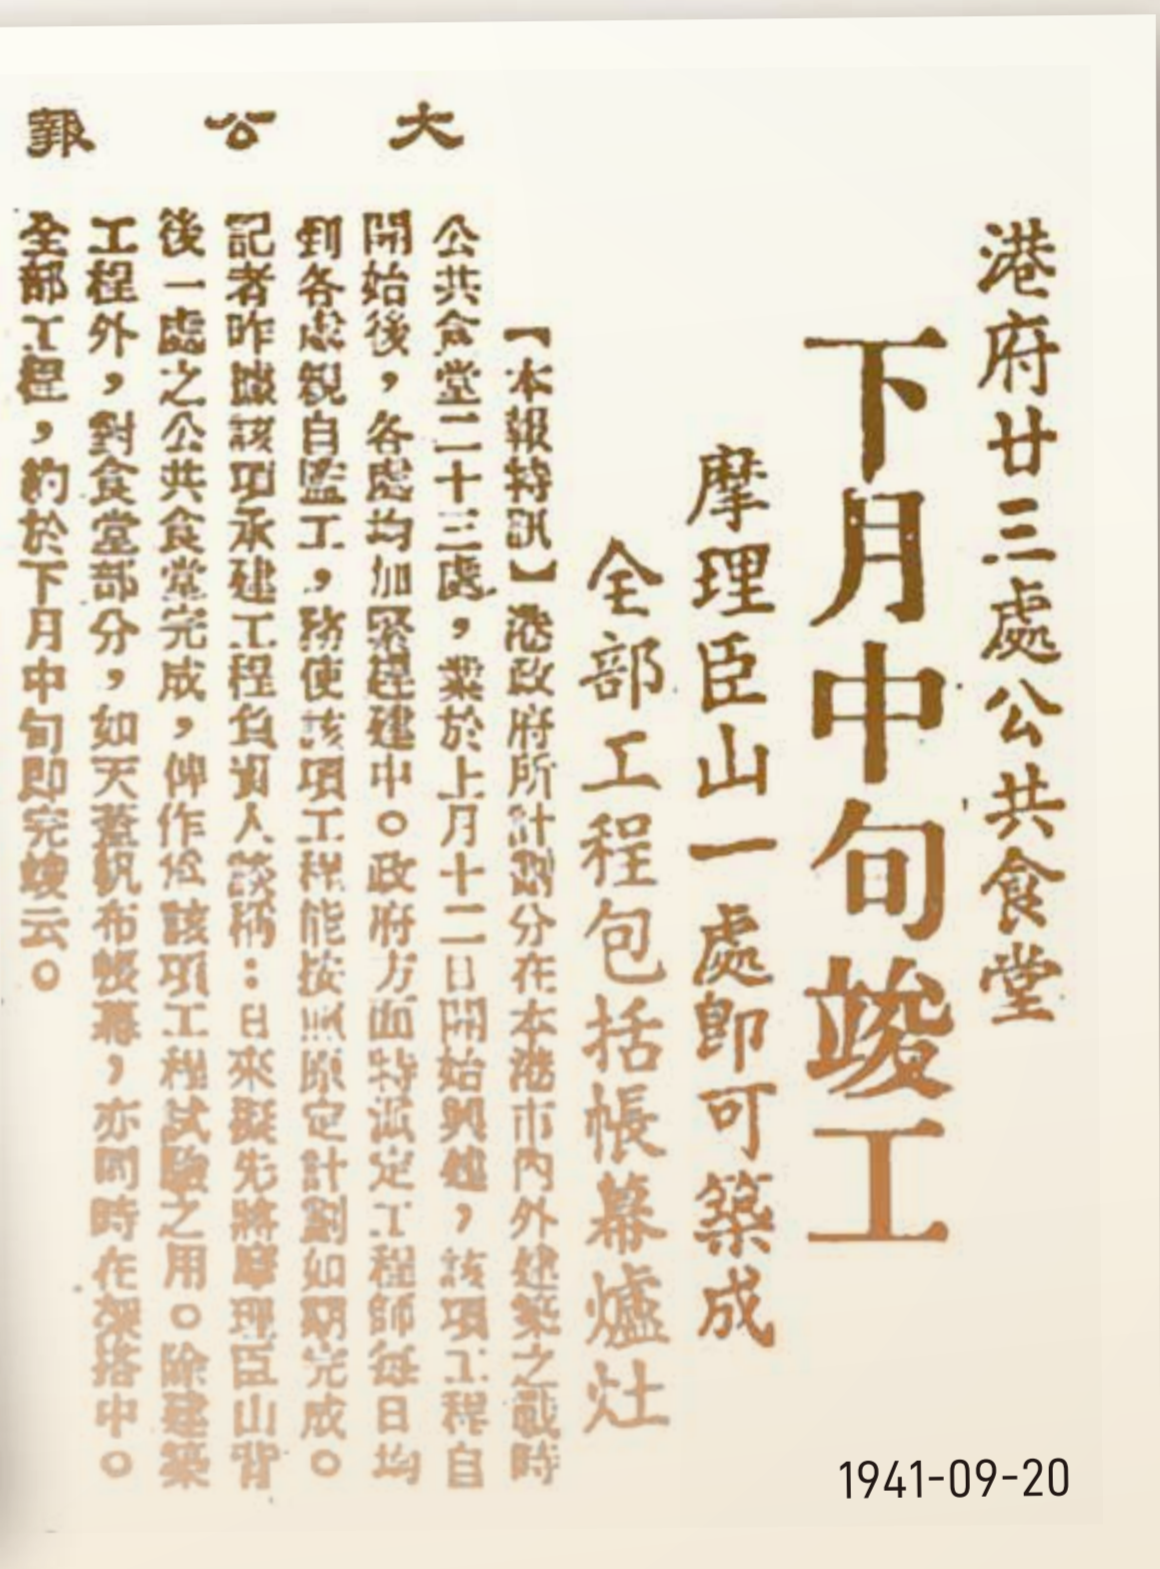 大公報
港府廿三處公共食堂
下月中旬竣工
摩理臣山一處即可築成
全部工程包括帳幕爐灶
【本報特訊】港政府所計劃分在本港市內外建築之戰時
公共食堂二十三處，業於上月十二日開始興建，該項工程自
開始後，各處均加緊趕建中。政府方面特派定工程師每日均
到各處親自監工，務使該項工程能按照原定計劃如期完成。
記者昨據該項承建工程負責人談稱：日來擬先將摩理臣山背
後一處之公共食堂完成，俾作為該項工程試驗之用。除建築
工程外，對食堂部分，如天蓋帆布帳幕，亦同時在架搭中。
全部工程，約於下月中旬即完竣云。
1941-09-20